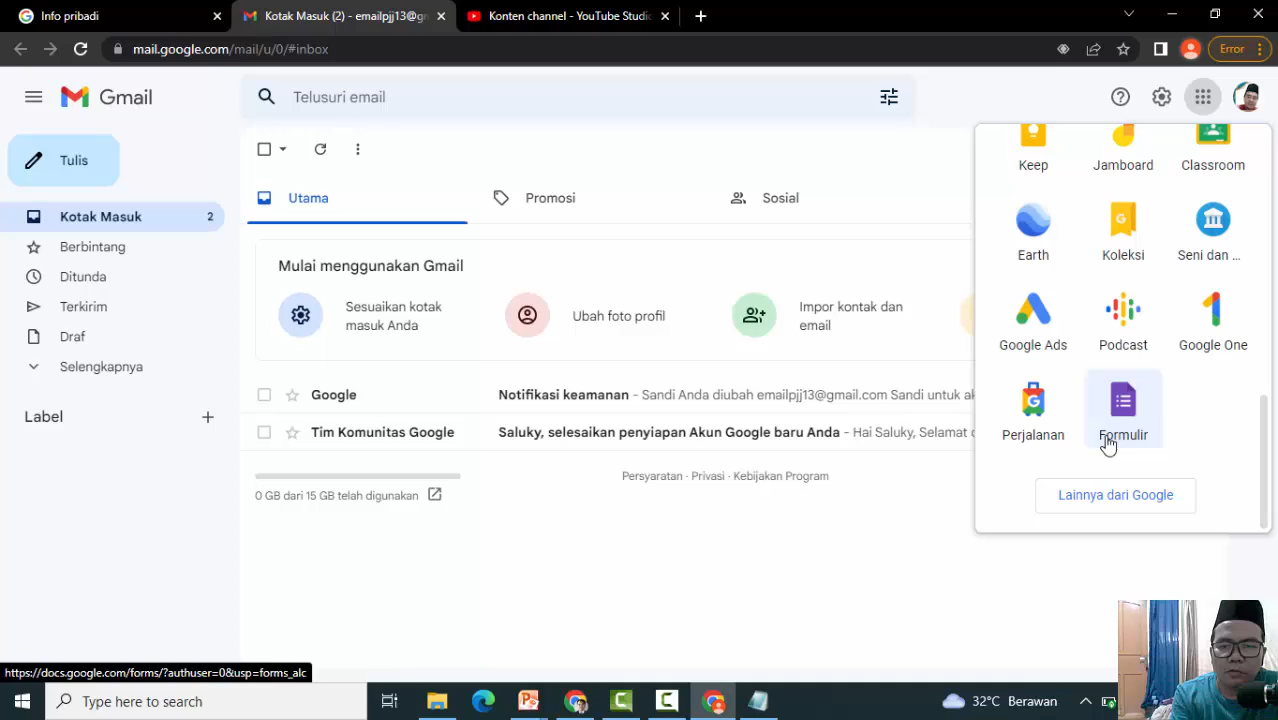 Info pribadi
Kotak Masuk (2) - emailpjj13@gm
Konten channel - YouTube Studio
mail.google.com/mail/u/0/#inbox
Error
Gmail
Telusuri email
Tulis
Kotak Masuk 2
Berbintang
Ditunda
Terkirim
Draf
Selengkapnya
Label
Utama
Promosi
Sosial
Mulai menggunakan Gmail
Sesuaikan kotak
masuk Anda
Ubah foto profil
Impor kontak dan
email
Google Notifikasi keamanan - Sandi Anda diubah emailpjj13@gmail.com Sandi untuk ak
Tim Komunitas Google Saluky, selesaikan penyiapan Akun Google baru Anda - Hai Saluky, Selamat d
0 GB dari 15 GB telah digunakan
Persyaratan · Privasi · Kebijakan Program
Keep
Jamboard
Classroom
Earth
Koleksi
Seni dan ...
Google Ads
Podcast
Google One
Perjalanan
Formulir
Lainnya dari Google
https://docs.google.com/forms/?authuser=0&usp=forms_alc
Type here to search
32°C Berawan